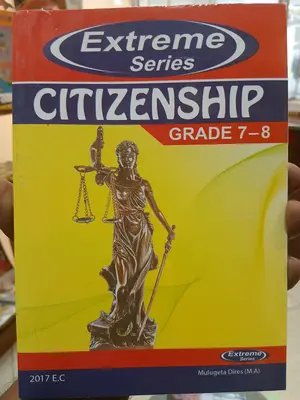 Extreme
Series
CITIZENSHIP
GRADE 7-8
Extreme
Series
2017 E.C
Mulugeta Dires (M.A)